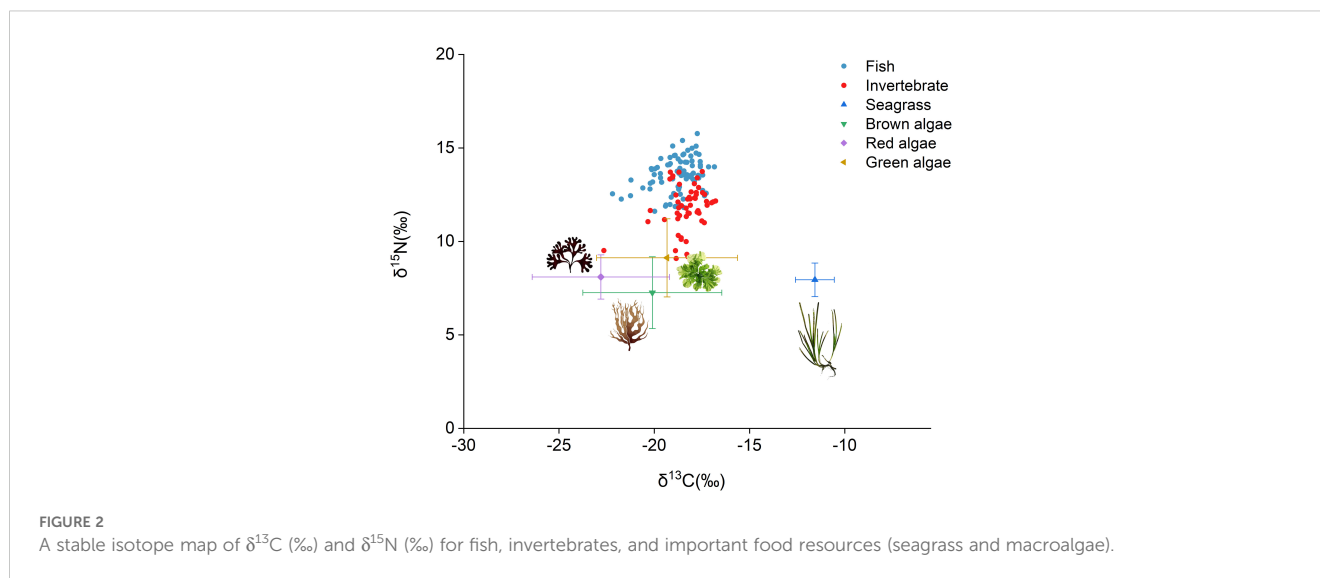 20
15
10
5
0
-30
-25
-20
-15
-10
δ15N(‰)
δ13C(‰)
Fish
Invertebrate
Seagrass
Brown algae
Red algae
Green algae
FIGURE 2
A stable isotope map of δ13C (‰) and δ15N (‰) for fish, invertebrates, and important food resources (seagrass and macroalgae).